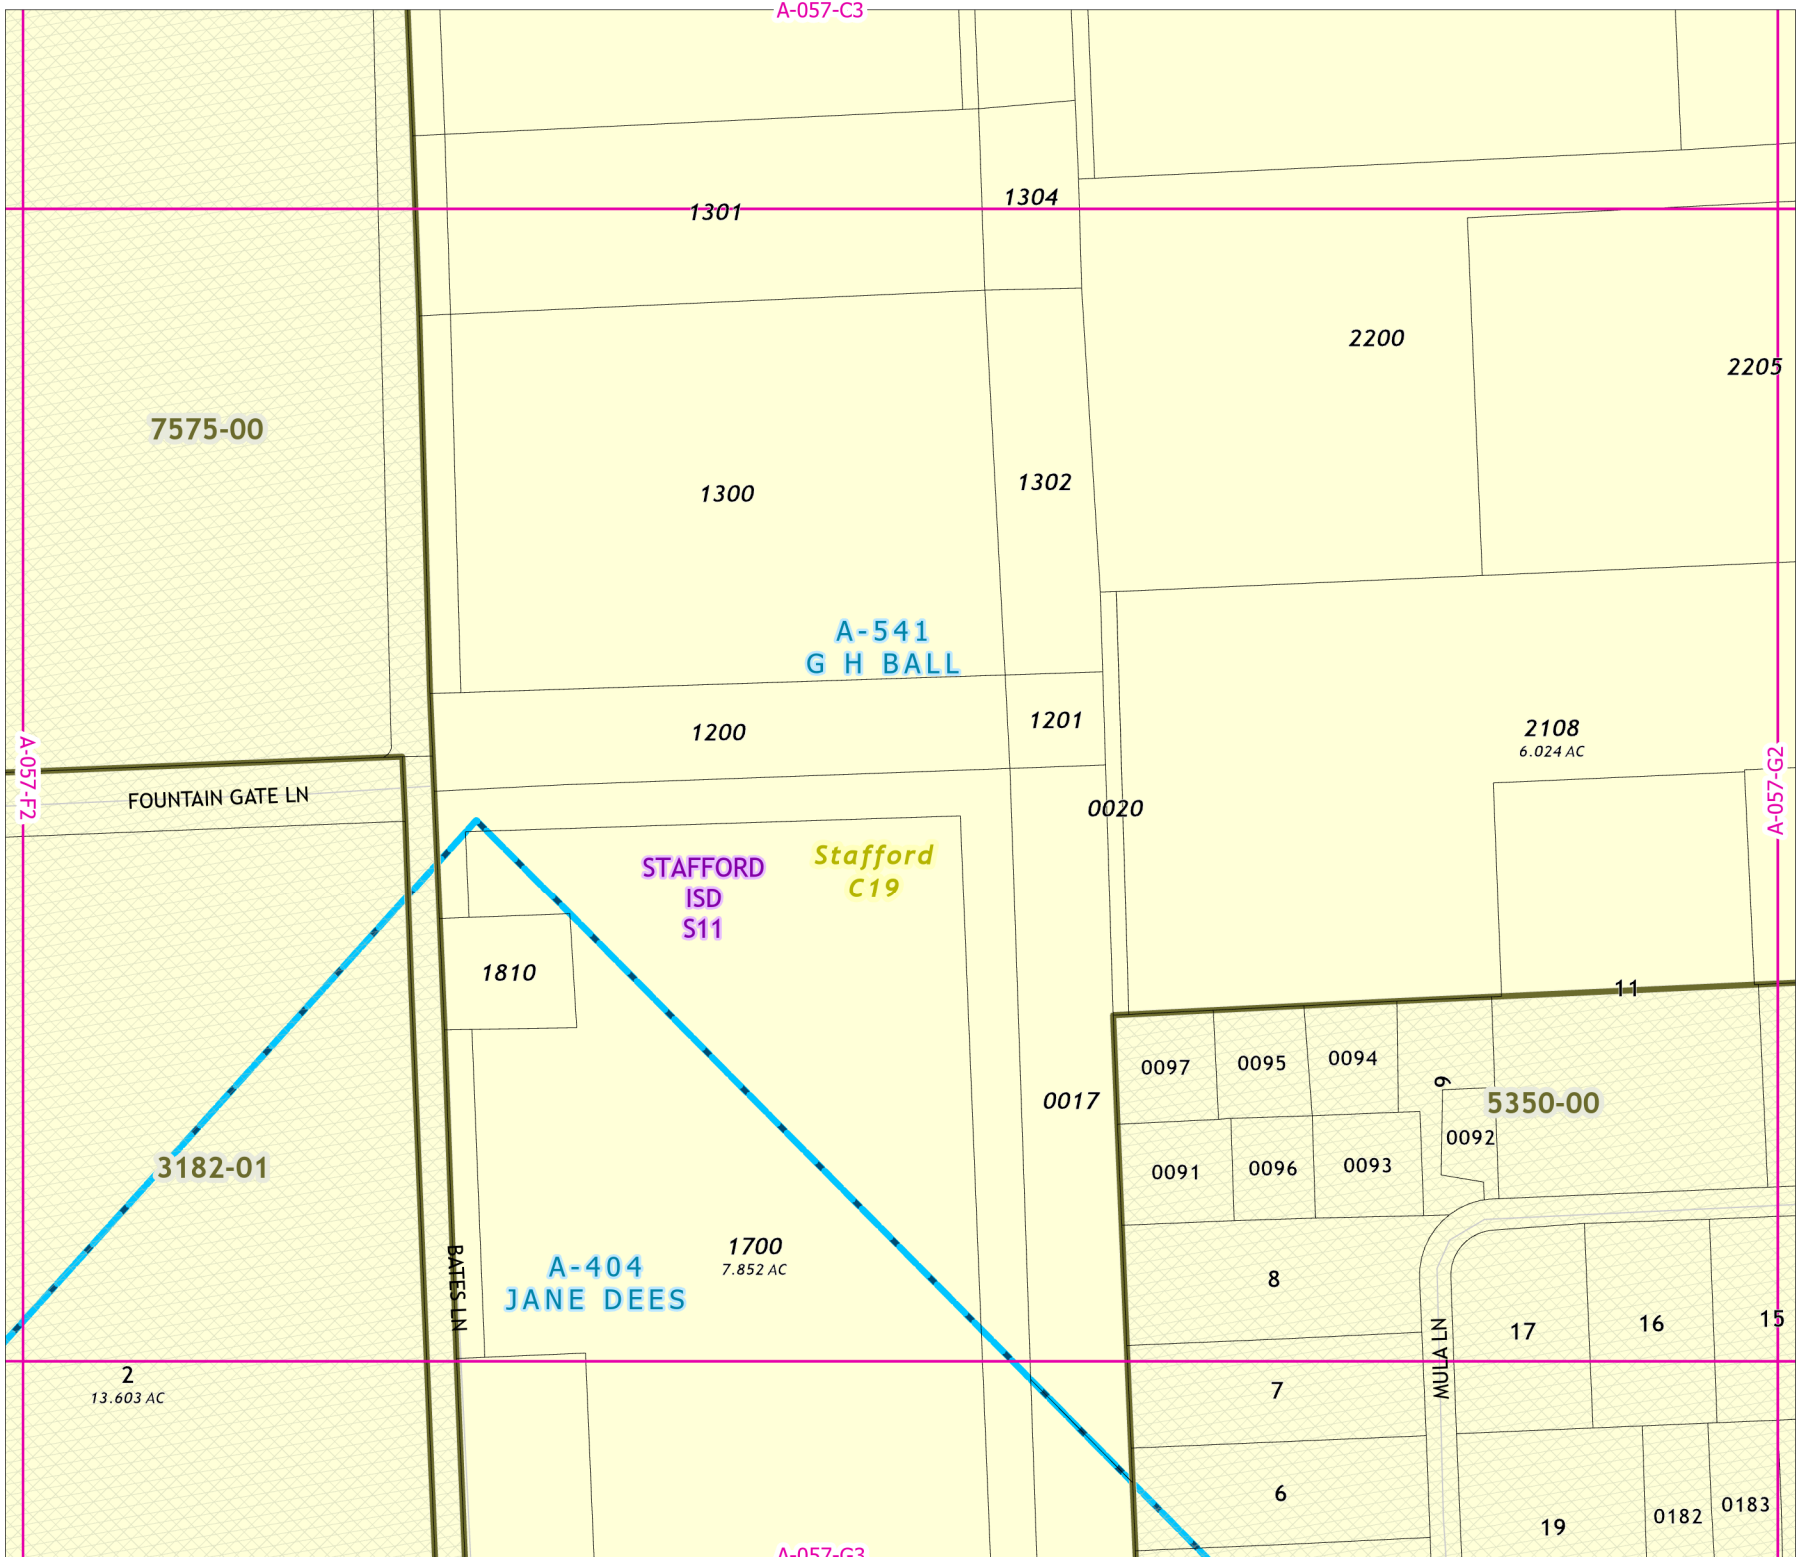 A-057-C3
1301
1304
2200
2205
7575-00
1300
1302
A-541
G H BALL
1200
1201
2108
6.024 AC
A-057-F2
FOUNTAIN GATE LN
0020
A-057-G2
STAFFORD
ISD
S11
Stafford
C19
1810
11
0097
0095
0094
9
5350-00
0017
0092
3182-01
0091
0096
0093
1700
7.852 AC
A-404
JANE DEES
BATES LN
8
17
16
15
MULA LN
2
13.603 AC
7
6
19
0182
0183
A-057-G3